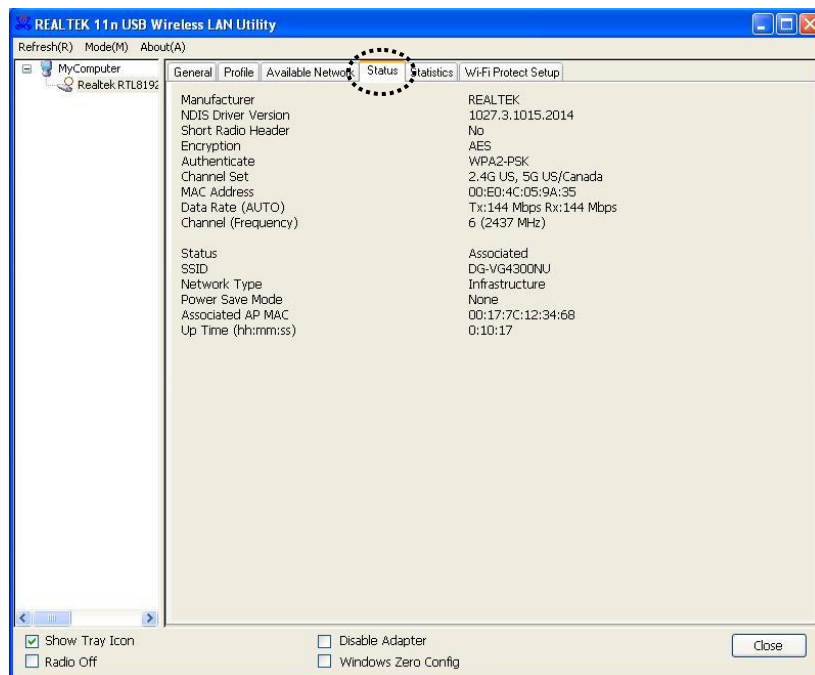 REALTEK 11n USB Wireless LAN Utility
Refresh(R) Mode(M) About(A)
MyComputer
Realtek RTL8192
General Profile Available Network Status Statistics Wi-Fi Protect Setup
Manufacturer REALTEK
NDIS Driver Version 1027.3.1015.2014
Short Radio Header No
Encryption AES
Authenticate WPA2-PSK
Channel Set 2.4G US, 5G US/Canada
MAC Address 00:E0:4C:05:9A:35
Data Rate (AUTO) Tx:144 Mbps Rx:144 Mbps
Channel (Frequency) 6 (2437 MHz)
Status Associated
SSID DG-VG4300NU
Network Type Infrastructure
Power Save Mode None
Associated AP MAC 00:17:7C:12:34:68
Up Time (hh:mm:ss) 0:10:17
Show Tray Icon Disable Adapter
Radio Off Windows Zero Config
Close